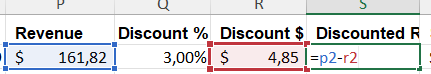 P Q R S
Revenue Discount % Discount $ Discounted R
$ 161,82 3,00% $ 4,85 =p2-r2